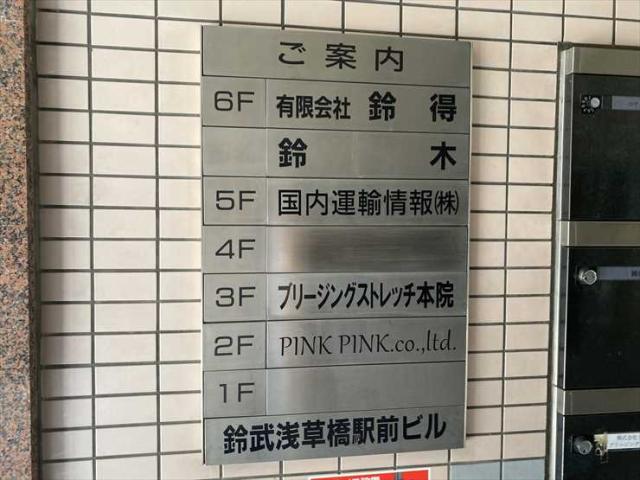 ご案内
6F 有限会社 鈴得
鈴木
5F 国内運輸情報㈱
4F
3F ブリージングストレッチ本院
2F PINK PINK.co.,ltd.
1F
鈴武浅草橋駅前ビル